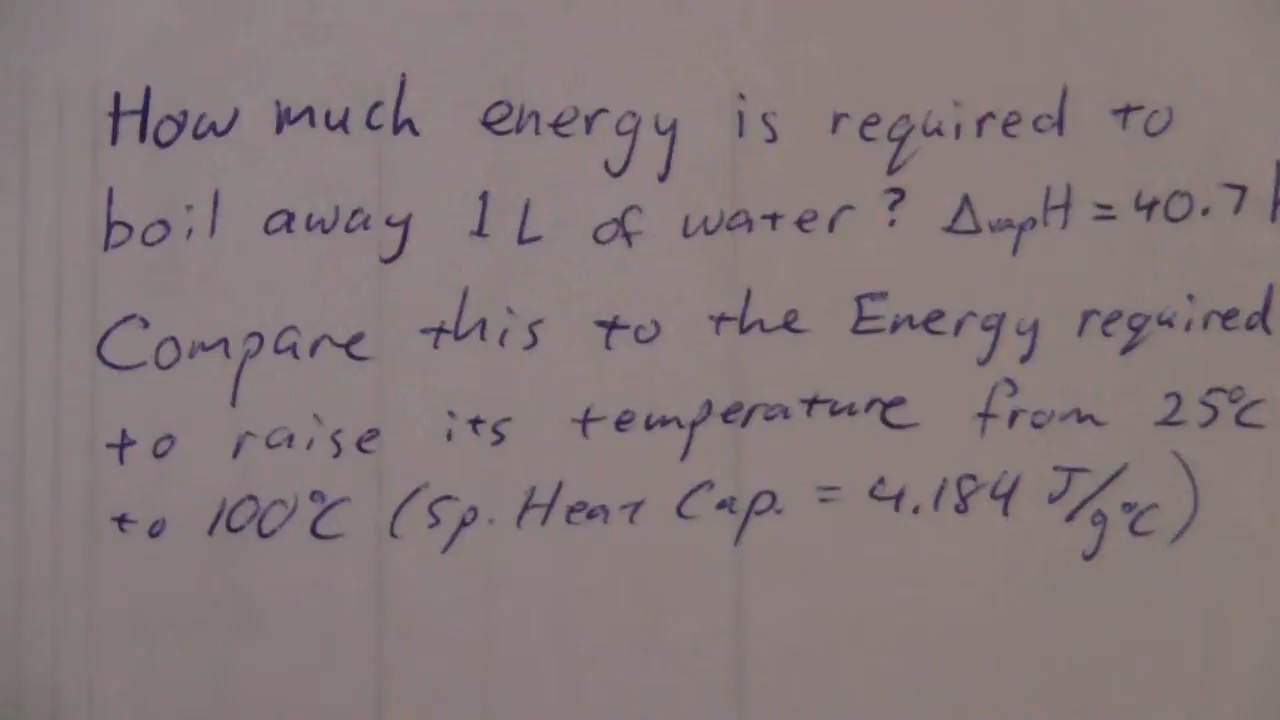 How much energy is required to
boil away 1L of water? ΔvapH = 40.7
Compare this to the Energy required
to raise its temperature from 25°C
to 100°C (Sp. Heat Cap. = 4.184 J/g°C)